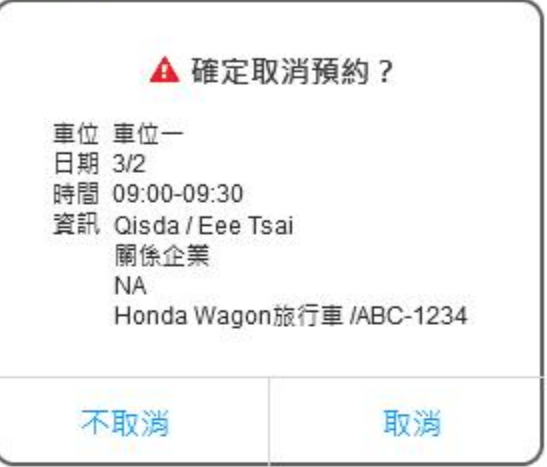 確定取消預約？
車位 車位一
日期 3/2
時間 09:00-09:30
資訊 Qisda / Eee Tsai
關係企業
NA
Honda Wagon旅行車 /ABC-1234
不取消
取消